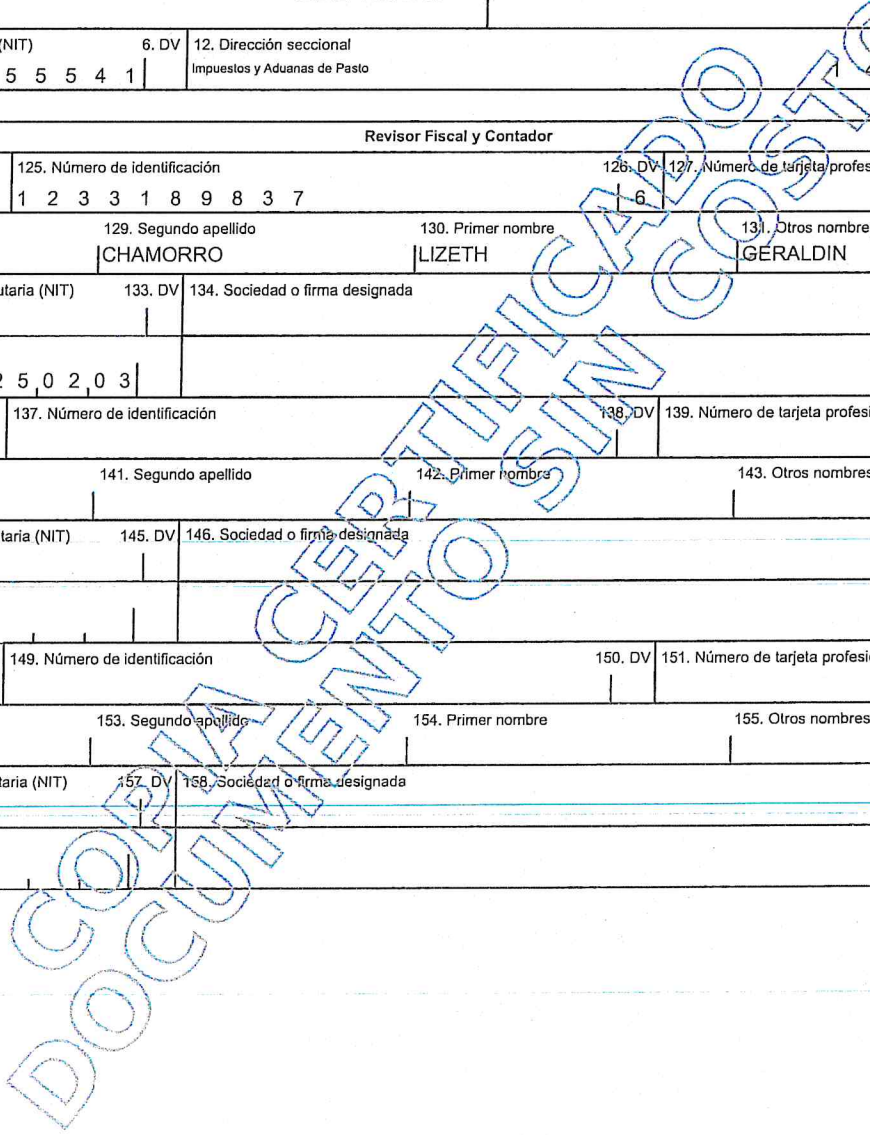 (NIT) 6. DV 12. Dirección seccional
5 5 5 4 1 Impuestos y Aduanas de Pasto 1 4
Revisor Fiscal y Contador
125. Número de identificación 126. DV 127. Número de tarjeta profes
1 2 3 3 1 8 9 8 3 7 6
129. Segundo apellido 130. Primer nombre 131. Otros nombre
CHAMORRO LIZETH GERALDIN
utaria (NIT) 133. DV 134. Sociedad o firma designada
2 5 0 2 0 3
137. Número de identificación 138. DV 139. Número de tarjeta profesi
141. Segundo apellido 142. Primer nombre 143. Otros nombres
taria (NIT) 145. DV 146. Sociedad o firma designada
149. Número de identificación 150. DV 151. Número de tarjeta profesi
153. Segundo apellido 154. Primer nombre 155. Otros nombres
taria (NIT) 157. DV 158. Sociedad o firma designada
COPIA CERTIFICADO
DOCUMENTO SIN COSTO